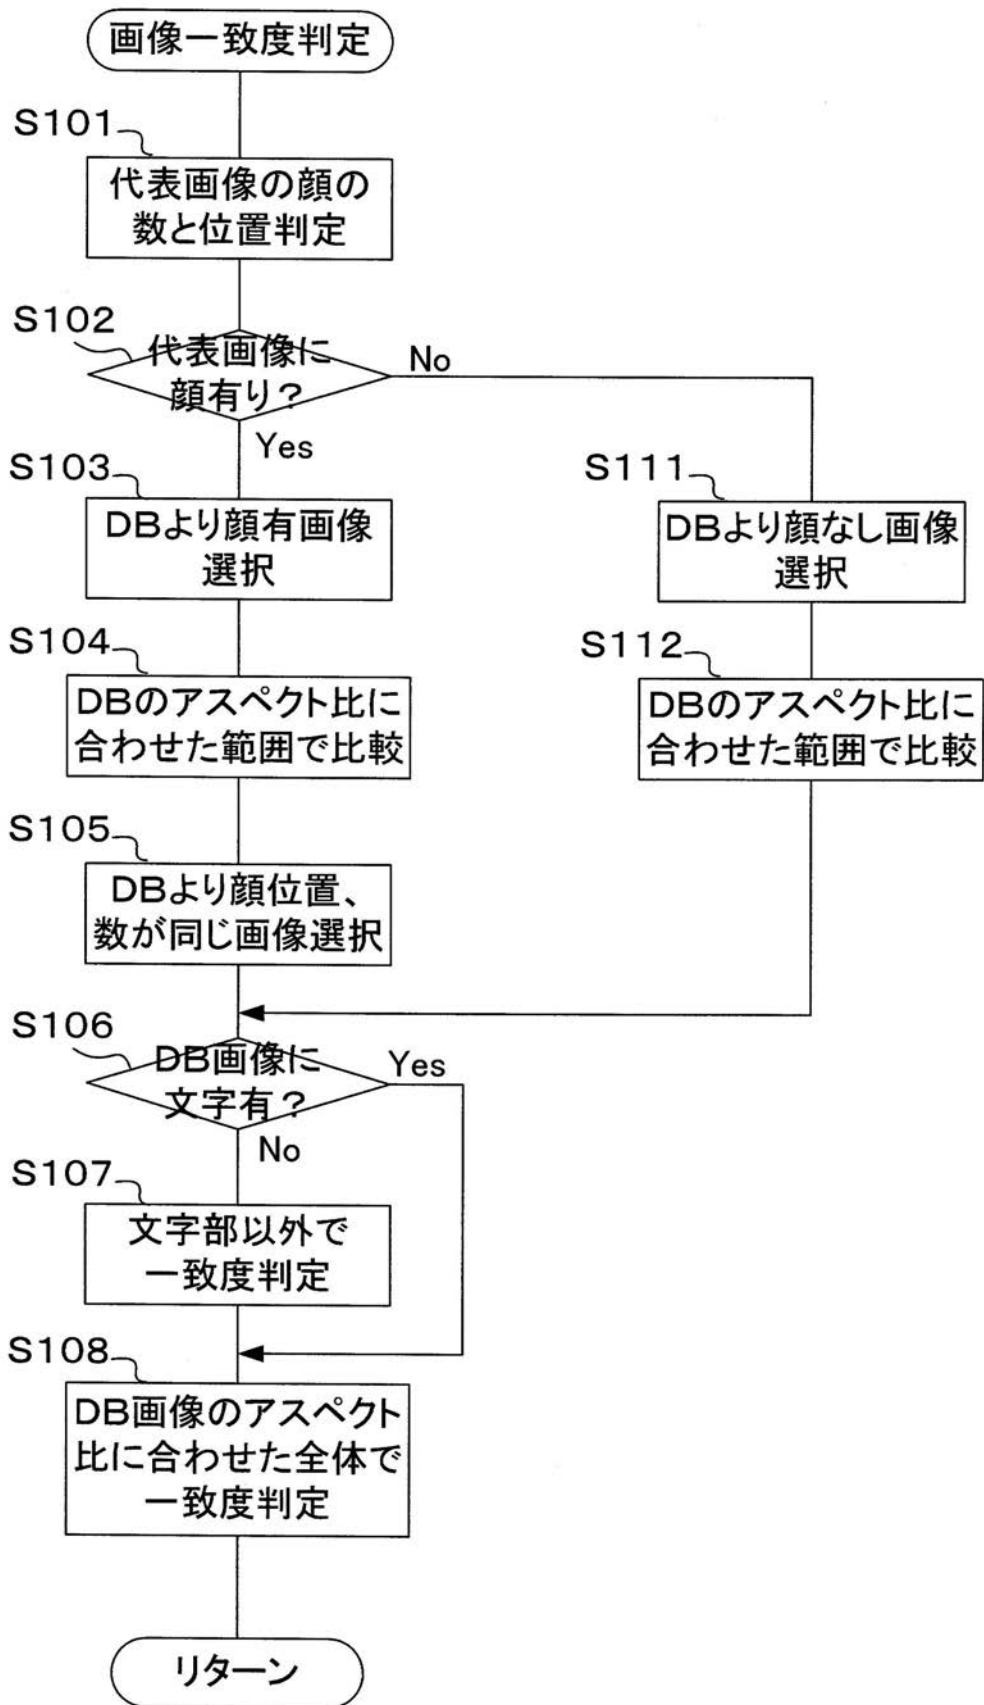 画像一致度判定
S101
代表画像の顔の
数と位置判定
S102
代表画像に
顔有り？
No
Yes
S103
DBより顔有画像
選択
S111
DBより顔なし画像
選択
S104
DBのアスペクト比に
合わせた範囲で比較
S112
DBのアスペクト比に
合わせた範囲で比較
S105
DBより顔位置、
数が同じ画像選択
S106
DB画像に
文字有？
Yes
No
S107
文字部以外で
一致度判定
S108
DB画像のアスペクト
比に合わせた全体で
一致度判定
リターン